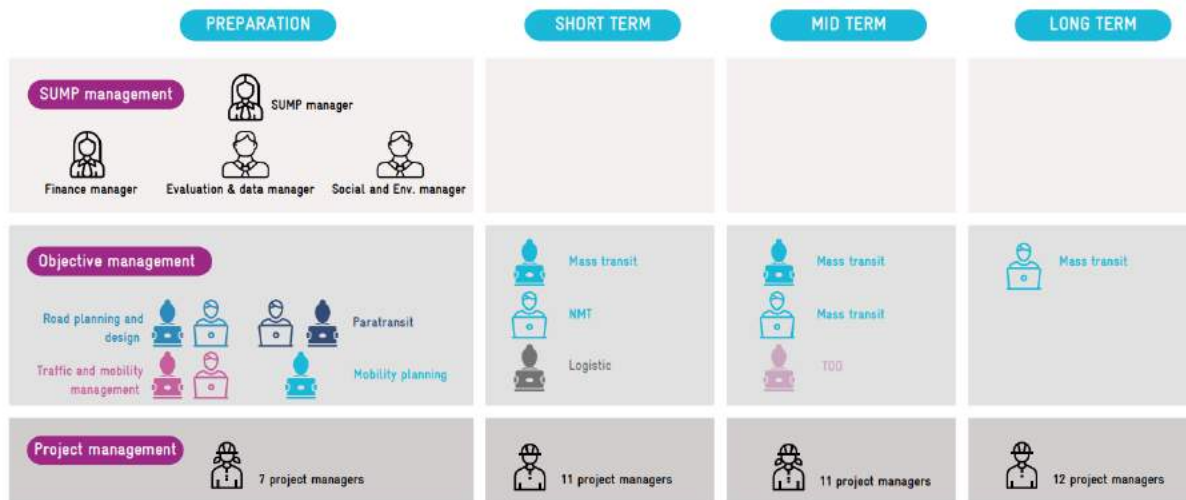 PREPARATION
SHORT TERM
MID TERM
LONG TERM
SUMP management
SUMP manager
Finance manager
Evaluation & data manager
Social and Env. manager
Objective management
Road planning and
design
Paratransit
Traffic and mobility
management
Mobility planning
Mass transit
NMT
Logistic
Mass transit
Mass transit
TOD
Mass transit
Project management
7 project managers
11 project managers
11 project managers
12 project managers